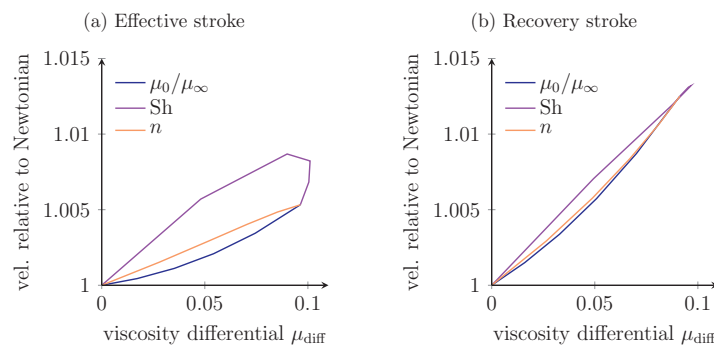 (a) Effective stroke
vel. relative to Newtonian
1.015
1.01
1.005
1
μ₀/μ∞
Sh
n
0
0.05
0.1
viscosity differential μ_diff
(b) Recovery stroke
vel. relative to Newtonian
1.015
1.01
1.005
1
μ₀/μ∞
Sh
n
0
0.05
0.1
viscosity differential μ_diff